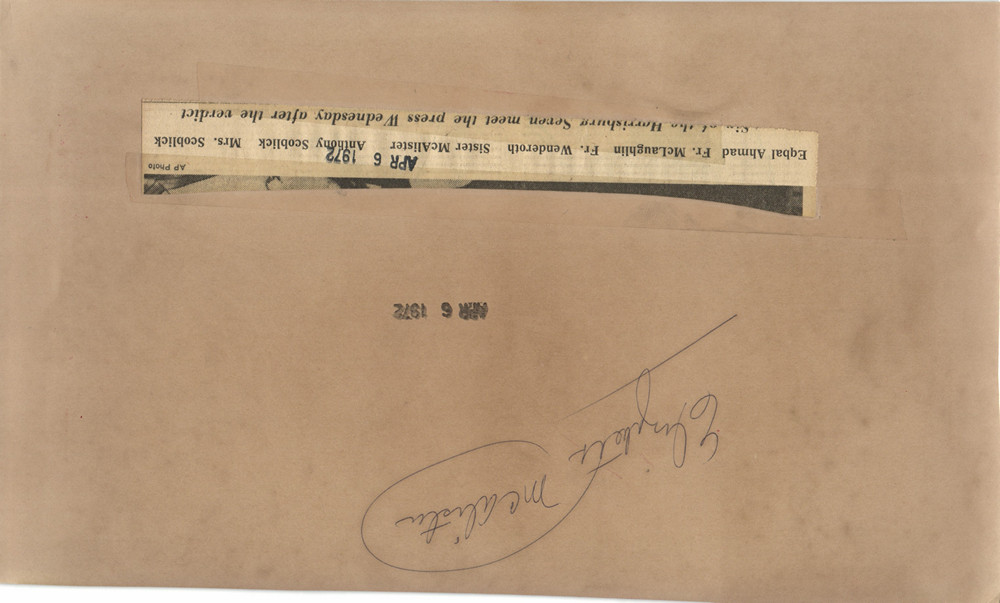 Elizabeth McAlister
APR 6 1972
AP Photo
APR 6 1972
Eqbal Ahmad Fr. McLaughlin Fr. Wenderoth Sister McAlister Anthony Scoblick Mrs. Scoblick
Six of the Harrisburg Seven meet the press Wednesday after the verdict